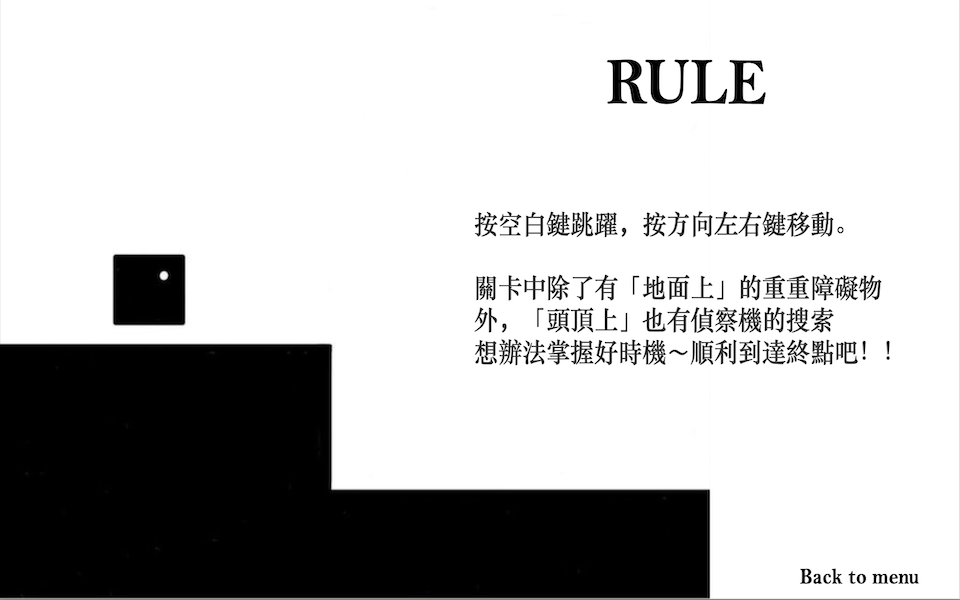 RULE
按空白鍵跳躍，按方向左右鍵移動。
關卡中除了有「地面上」的重重障礙物
外，「頭頂上」也有偵察機的搜索
想辦法掌握好時機～順利到達終點吧！！
Back to menu